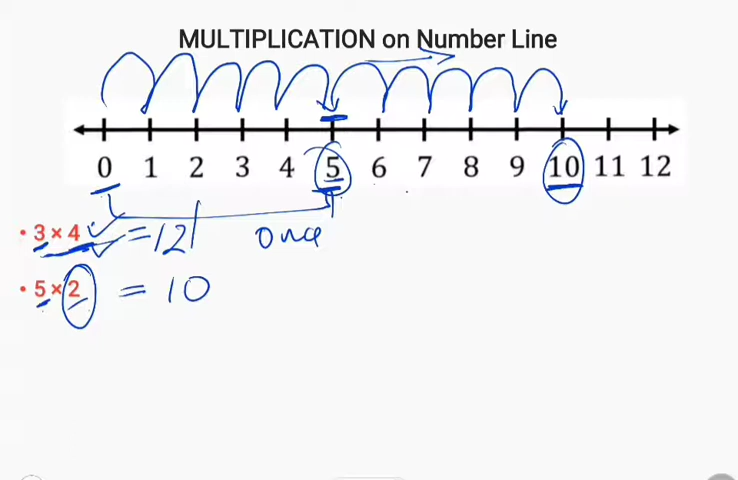 MULTIPLICATION on Number Line
0 1 2 3 4 5 6 7 8 9 10 11 12
• 3 × 4 = 12
once
• 5 × 2 = 10